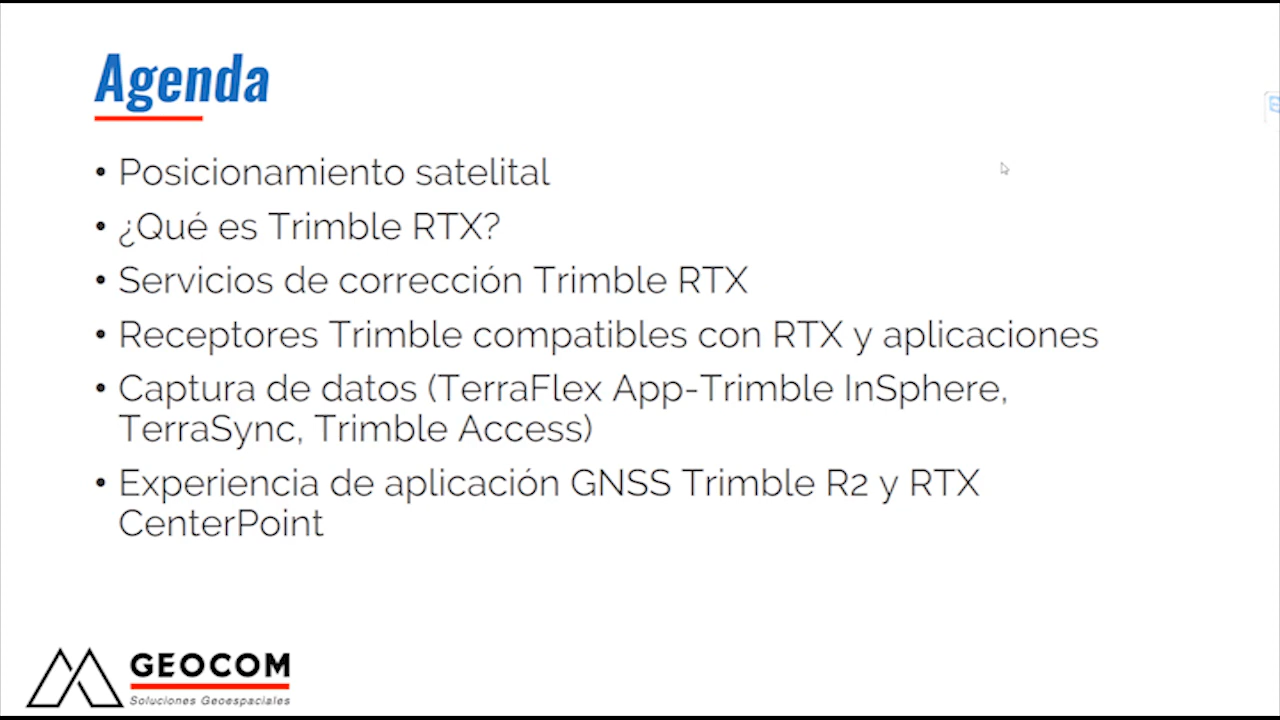 Agenda
• Posicionamiento satelital
• ¿Qué es Trimble RTX?
• Servicios de corrección Trimble RTX
• Receptores Trimble compatibles con RTX y aplicaciones
• Captura de datos (TerraFlex App-Trimble InSphere,
TerraSync, Trimble Access)
• Experiencia de aplicación GNSS Trimble R2 y RTX
CenterPoint
GEOCOM
Soluciones Geoespaciales